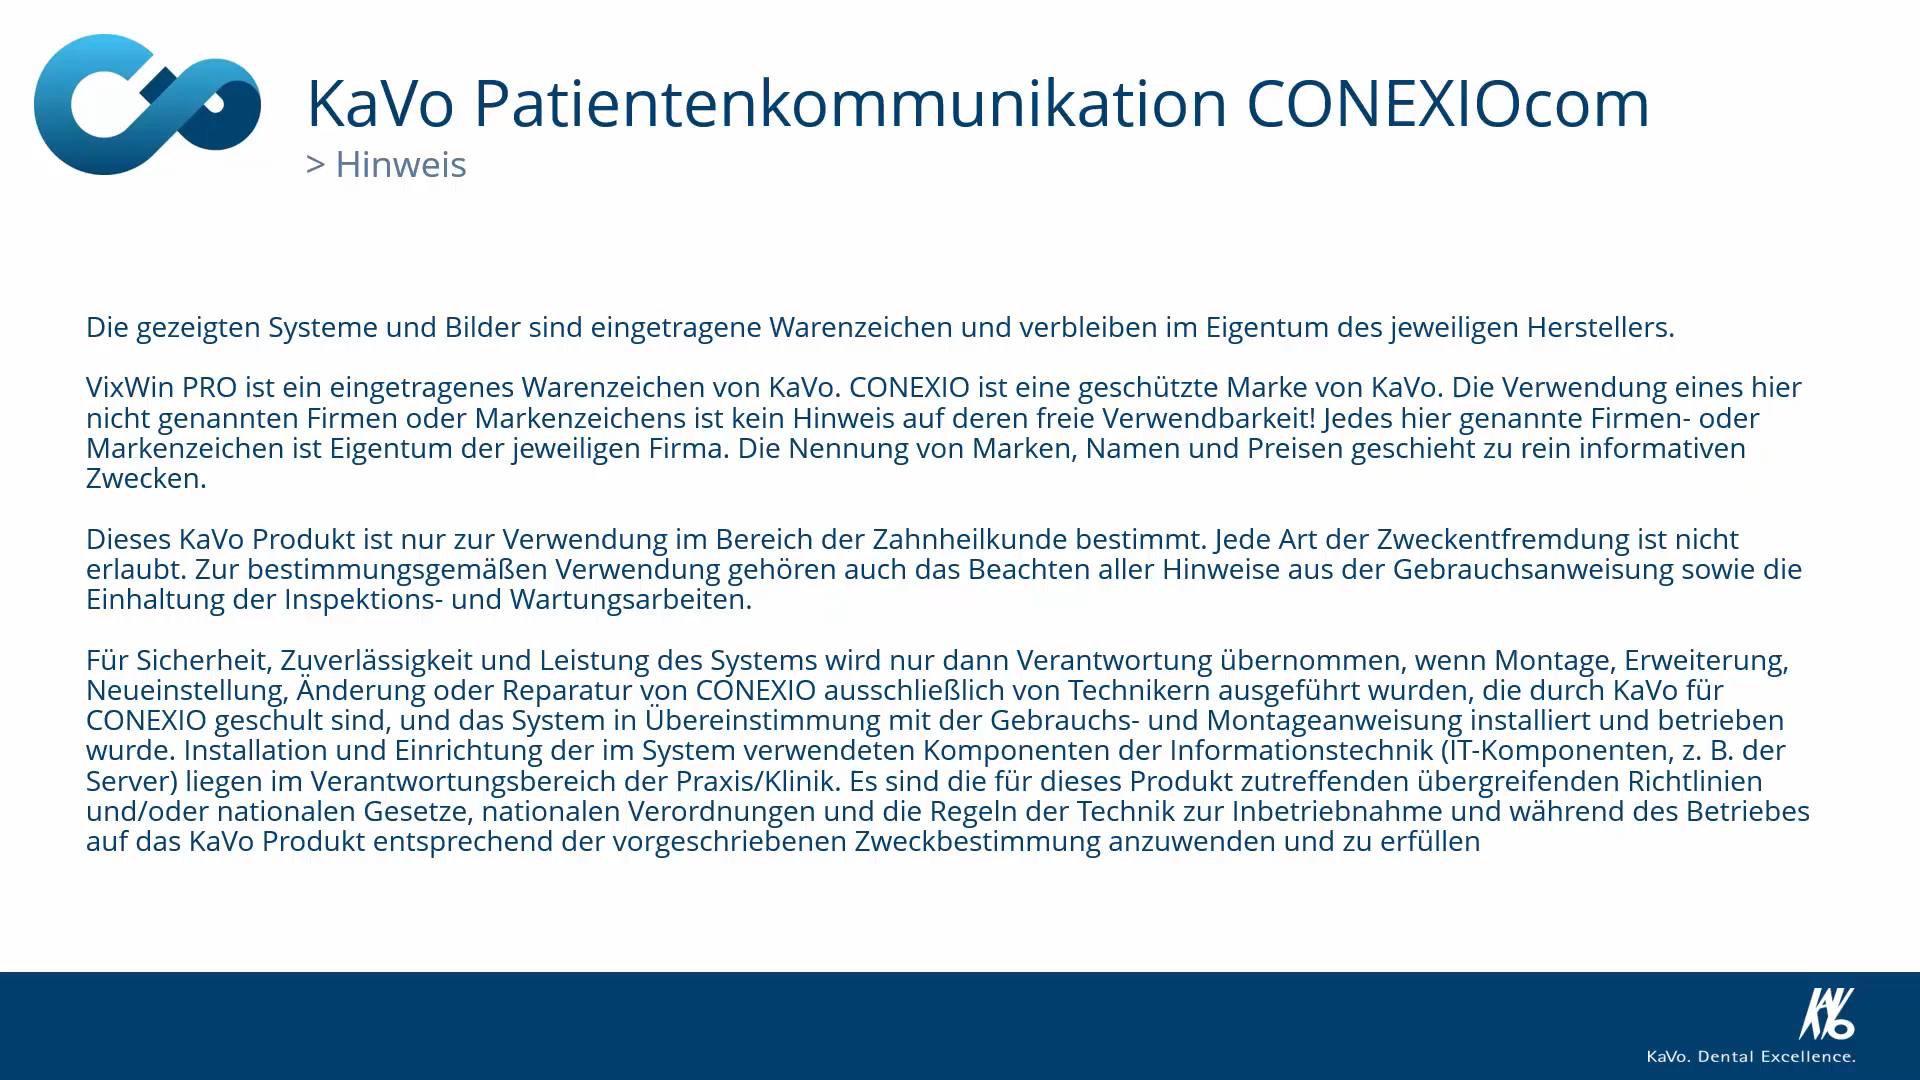 KaVo Patientenkommunikation CONEXIOcom
> Hinweis
Die gezeigten Systeme und Bilder sind eingetragene Warenzeichen und verbleiben im Eigentum des jeweiligen Herstellers.
VixWin PRO ist ein eingetragenes Warenzeichen von KaVo. CONEXIO ist eine geschützte Marke von KaVo. Die Verwendung eines hier
nicht genannten Firmen oder Markenzeichens ist kein Hinweis auf deren freie Verwendbarkeit! Jedes hier genannte Firmen- oder
Markenzeichen ist Eigentum der jeweiligen Firma. Die Nennung von Marken, Namen und Preisen geschieht zu rein informativen
Zwecken.
Dieses KaVo Produkt ist nur zur Verwendung im Bereich der Zahnheilkunde bestimmt. Jede Art der Zweckentfremdung ist nicht
erlaubt. Zur bestimmungsgemäßen Verwendung gehören auch das Beachten aller Hinweise aus der Gebrauchsanweisung sowie die
Einhaltung der Inspektions- und Wartungsarbeiten.
Für Sicherheit, Zuverlässigkeit und Leistung des Systems wird nur dann Verantwortung übernommen, wenn Montage, Erweiterung,
Neueinstellung, Änderung oder Reparatur von CONEXIO ausschließlich von Technikern ausgeführt wurden, die durch KaVo für
CONEXIO geschult sind, und das System in Übereinstimmung mit der Gebrauchs- und Montageanweisung installiert und betrieben
wurde. Installation und Einrichtung der im System verwendeten Komponenten der Informationstechnik (IT-Komponenten, z. B. der
Server) liegen im Verantwortungsbereich der Praxis/Klinik. Es sind die für dieses Produkt zutreffenden übergreifenden Richtlinien
und/oder nationalen Gesetze, nationalen Verordnungen und die Regeln der Technik zur Inbetriebnahme und während des Betriebes
auf das KaVo Produkt entsprechend der vorgeschriebenen Zweckbestimmung anzuwenden und zu erfüllen
KaVo
KaVo. Dental Excellence.